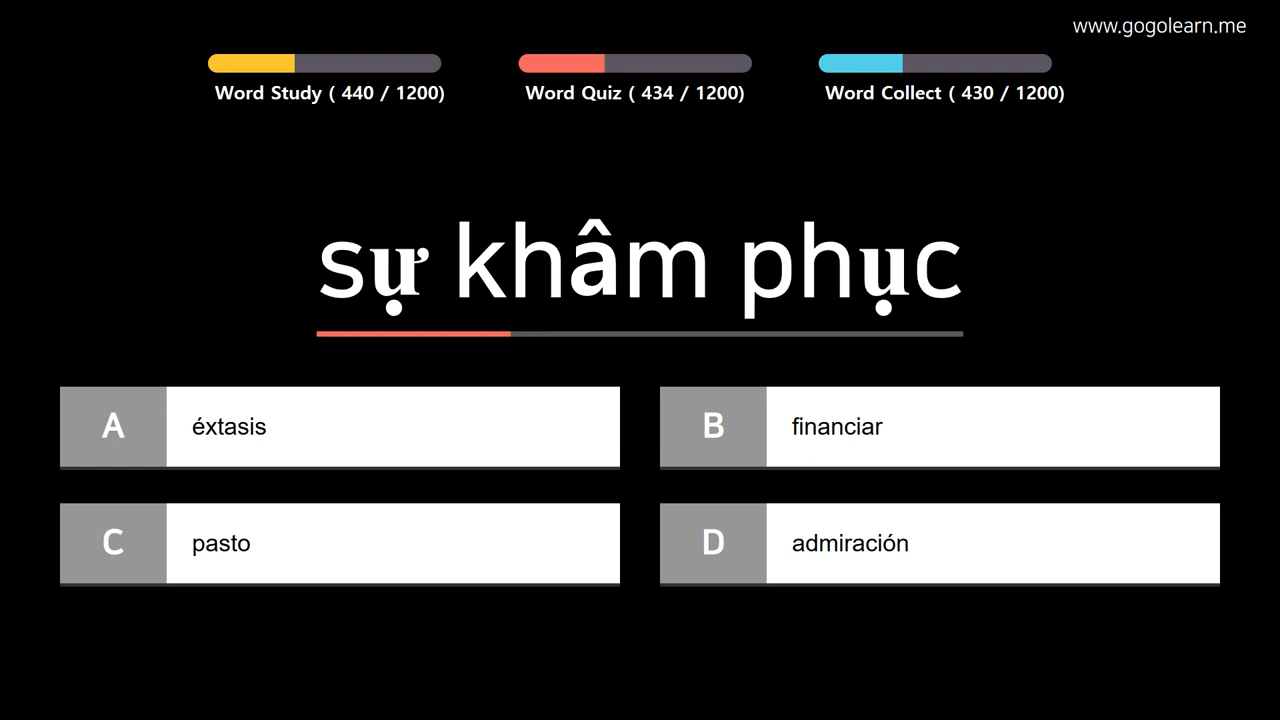 www.gogolearn.me
Word Study ( 440 / 1200)
Word Quiz ( 434 / 1200)
Word Collect ( 430 / 1200)
sự khâm phục
A éxtasis
B financiar
C pasto
D admiración